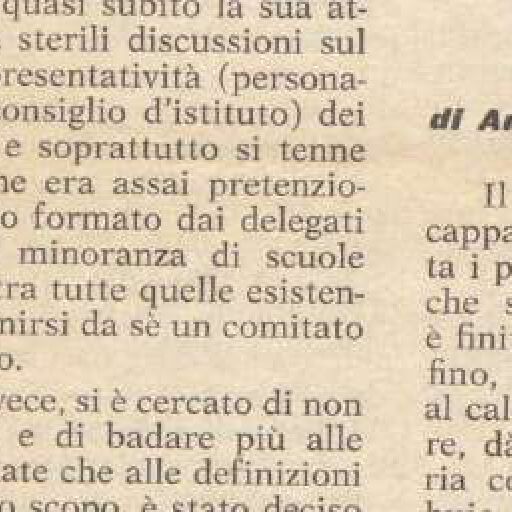 quasi subito la sua at-
sterili discussioni sul
presentatività (persona-
onsiglio d'istituto) dei
e soprattutto si tenne
he era assai pretenzio-
o formato dai delegati
minoranza di scuole
tra tutte quelle esisten-
nirsi da sè un comitato
o.
vece, si è cercato di non
e di badare più alle
ate che alle definizioni
o scopo, è stato deciso
di Ar
Il
cappa
ta i p
che s
è fini
fino,
al cal
re, dà
ria co